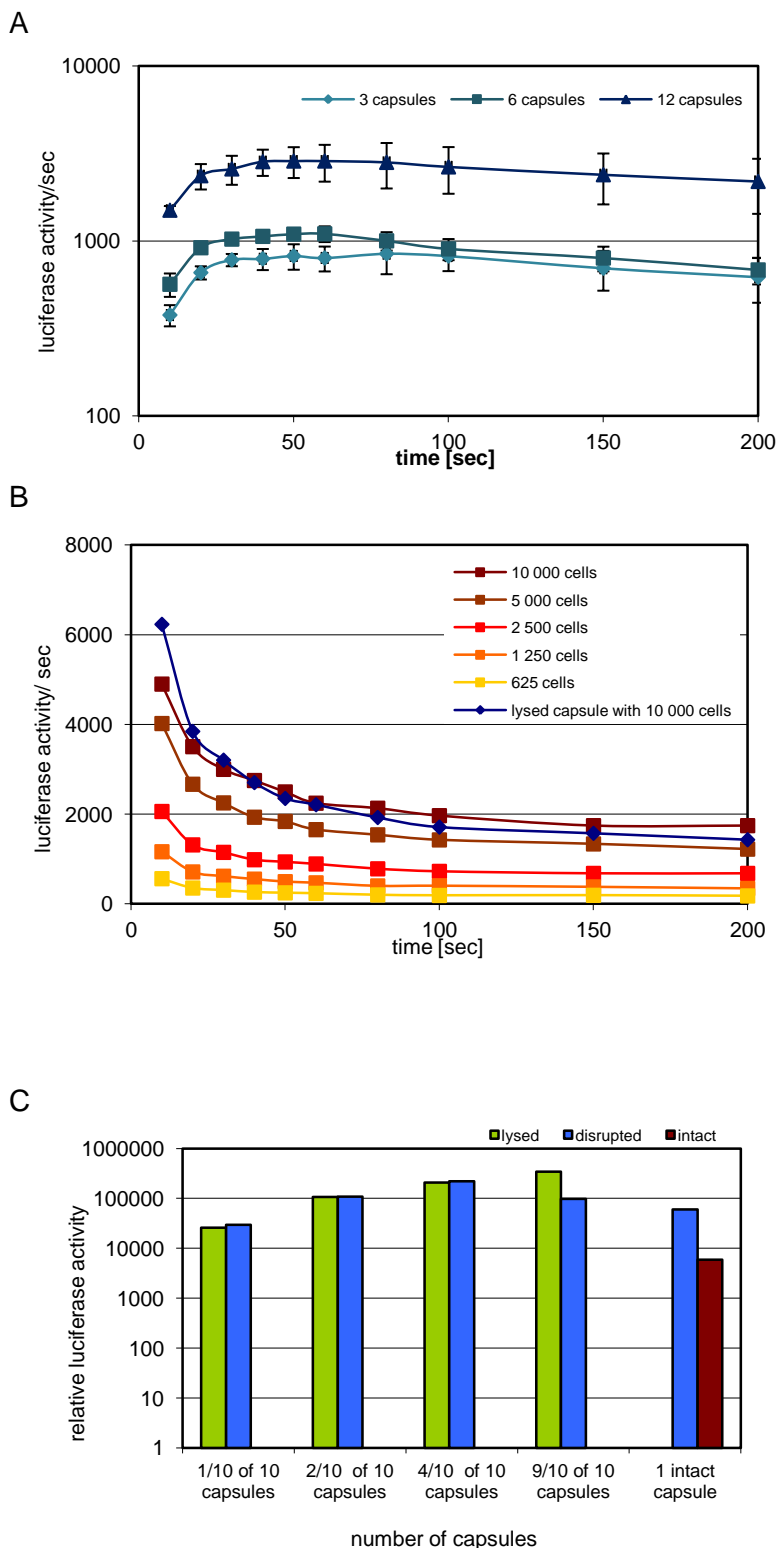 A
10000
3 capsules 6 capsules 12 capsules
1000
100
luciferase activity/sec
0 50 100 150 200
time [sec]
B
8000
10 000 cells
5 000 cells
2 500 cells
1 250 cells
625 cells
lysed capsule with 10 000 cells
6000
4000
2000
0
luciferase activity/ sec
0 50 100 150 200
time [sec]
C
lysed disrupted intact
1000000
100000
10000
1000
100
10
1
relative luciferase activity
1/10 of 10 2/10 of 10 4/10 of 10 9/10 of 10 1 intact
capsules capsules capsules capsules capsule
number of capsules